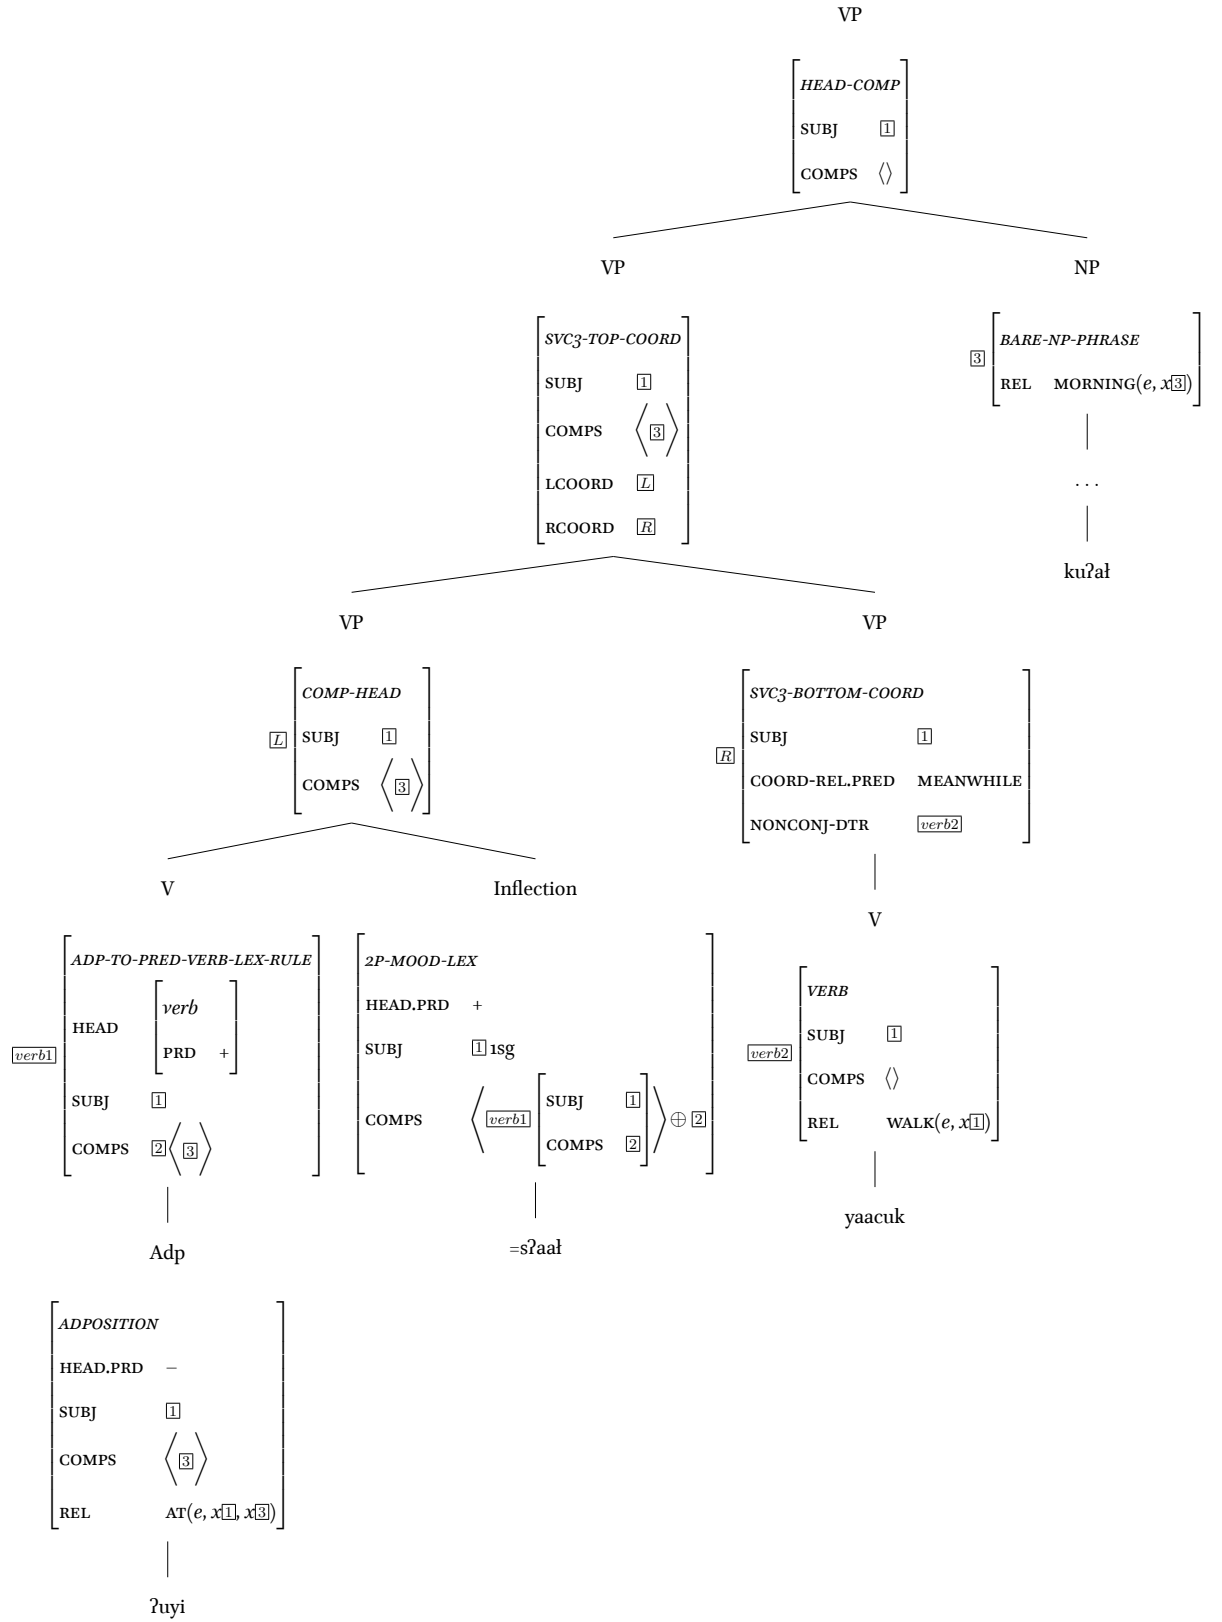 VP
HEAD-COMP
SUBJ 1
COMPS ⟨⟩
VP NP
SVC3-TOP-COORD
SUBJ 1
COMPS ⟨ 3 ⟩
LCOORD L
RCOORD R
3 BARE-NP-PHRASE
REL MORNING(e, x3)
...
kuʔał
VP VP
L COMP-HEAD
SUBJ 1
COMPS ⟨ 3 ⟩
R SVC3-BOTTOM-COORD
SUBJ 1
COORD-REL.PRED MEANWHILE
NONCONJ-DTR verb2
V Inflection
V
verb1 ADP-TO-PRED-VERB-LEX-RULE
HEAD verb
PRD +
SUBJ 1
COMPS 2 ⟨ 3 ⟩
2P-MOOD-LEX
HEAD.PRD +
SUBJ 1 1sg
COMPS ⟨ verb1 SUBJ 1
COMPS 2 ⟩ ⊕ 2
verb2 VERB
SUBJ 1
COMPS ⟨⟩
REL WALK(e, x1)
yaacuk
=sʔaał
Adp
ADPOSITION
HEAD.PRD −
SUBJ 1
COMPS ⟨ 3 ⟩
REL AT(e, x1, x3)
ʔuyi